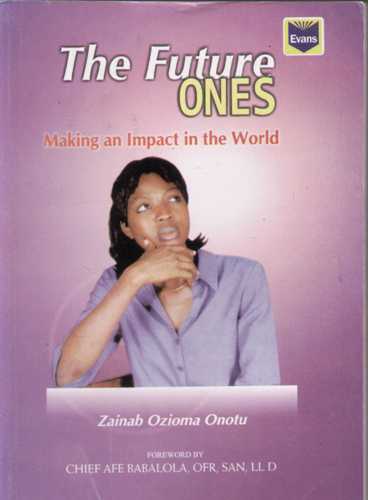 Evans
The Future
ONES
Making an Impact in the World
Zainab Ozioma Onotu
FOREWORD BY
CHIEF AFE BABALOLA, OFR, SAN, LL D